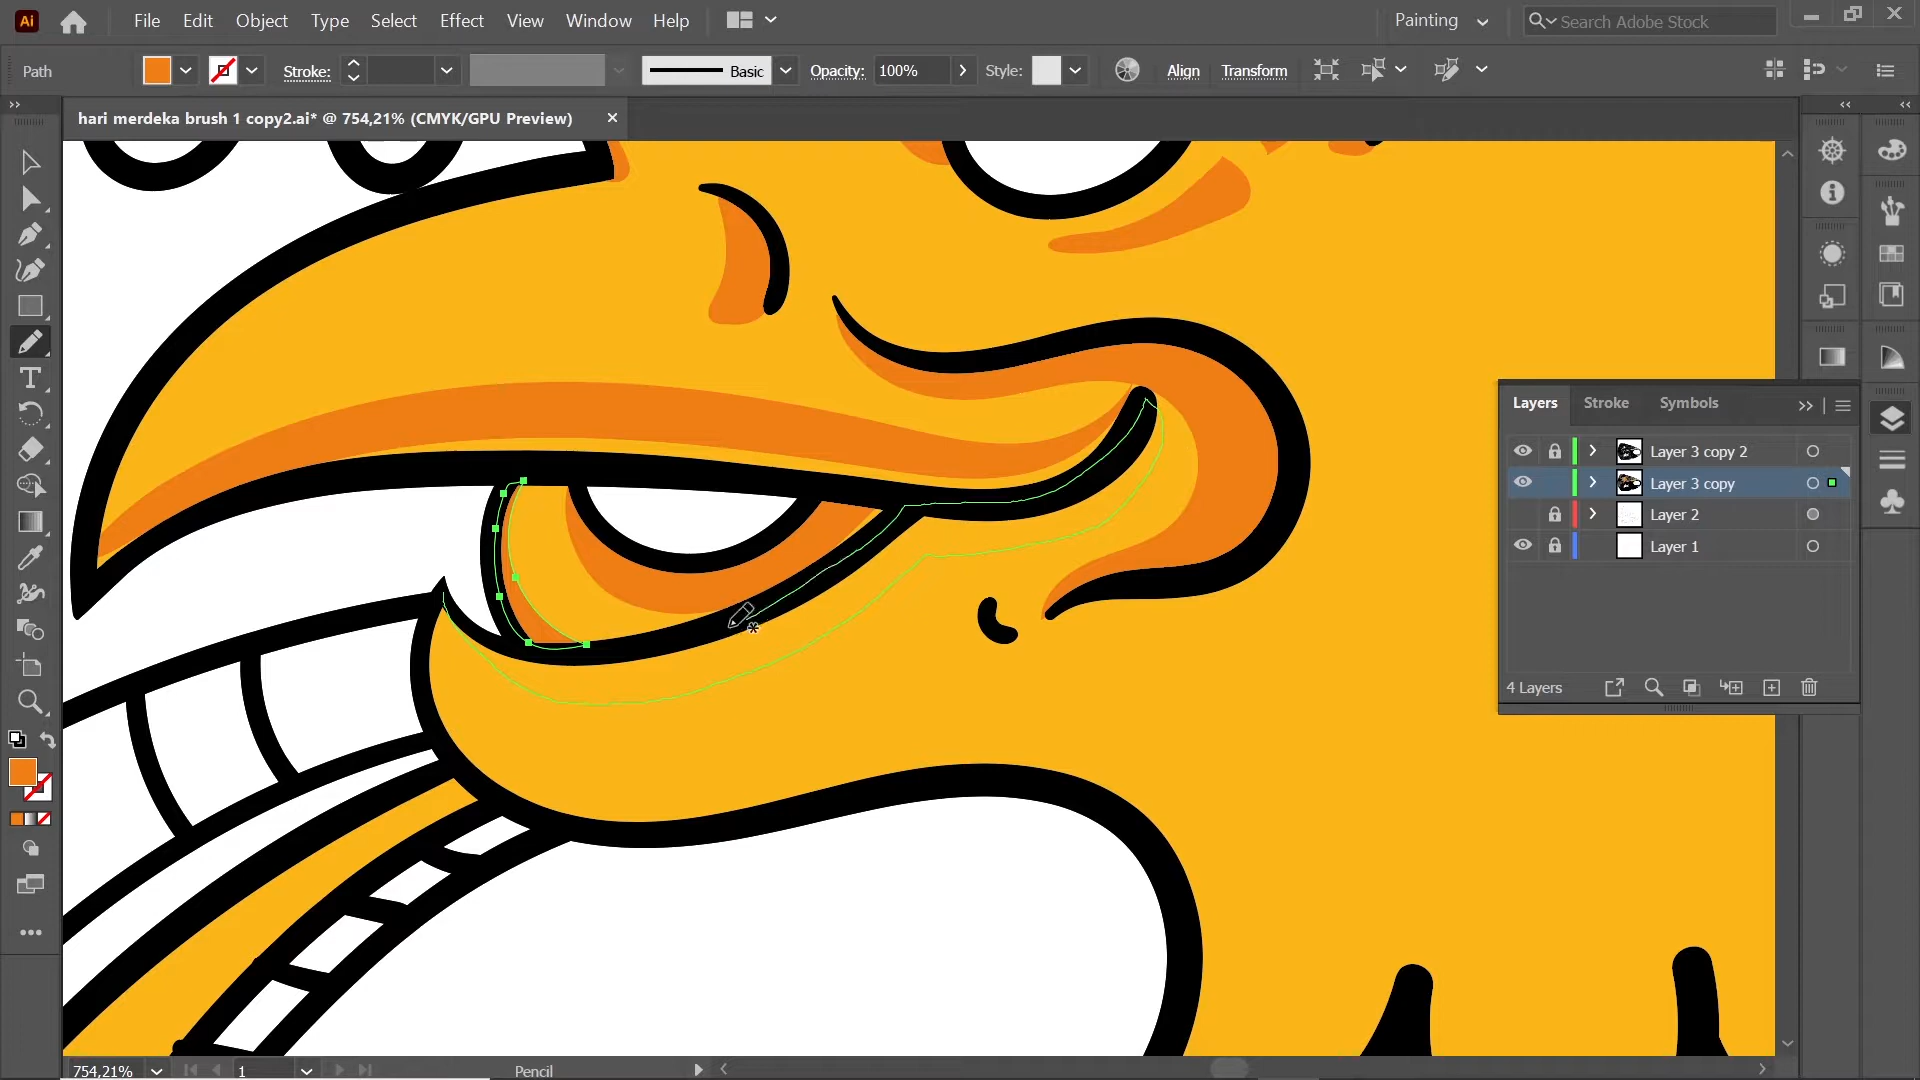 Ai File Edit Object Type Select Effect View Window Help Painting Search Adobe Stock
Path Stroke: Basic Opacity: 100% Style: Align Transform
hari merdeka brush 1 copy2.ai* @ 754,21% (CMYK/GPU Preview)
Layers Stroke Symbols
Layer 3 copy 2
Layer 3 copy
Layer 2
Layer 1
4 Layers
754,21% 1 Pencil